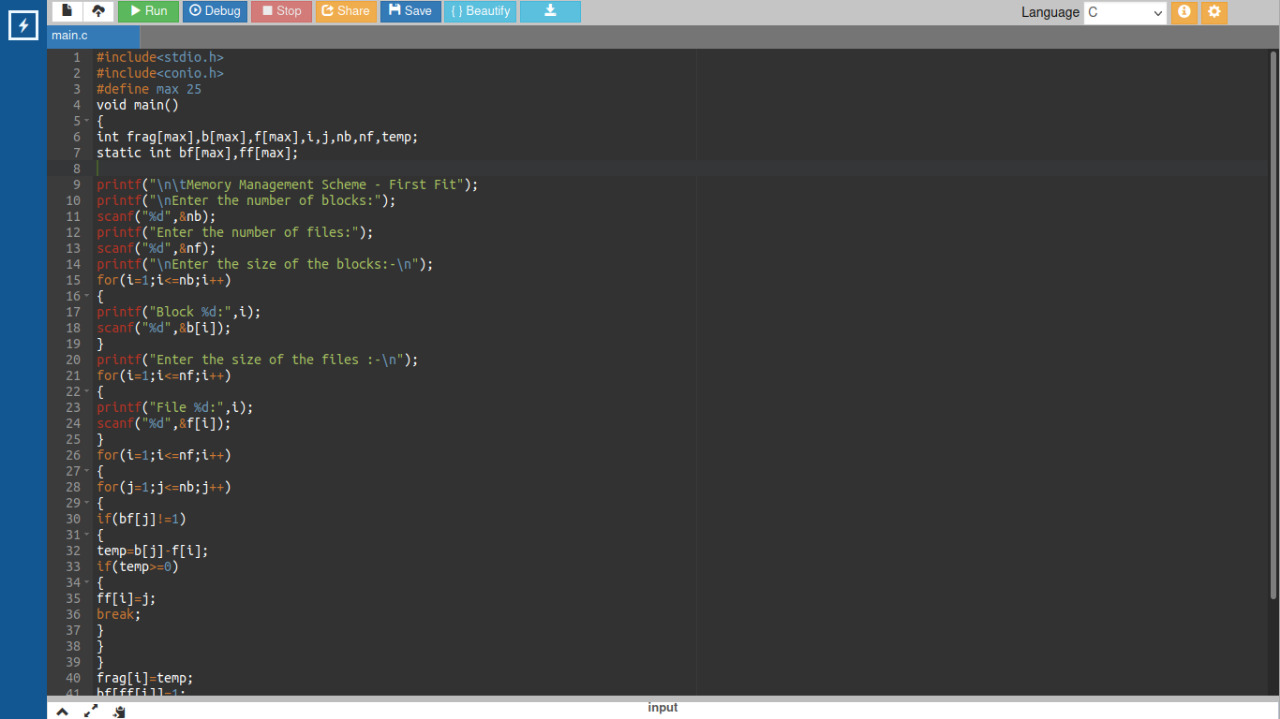 Run Debug Stop Share Save { } Beautify Language C
main.c
1 #include<stdio.h>
2 #include<conio.h>
3 #define max 25
4 void main()
5 {
6 int frag[max],b[max],f[max],i,j,nb,nf,temp;
7 static int bf[max],ff[max];
8
9 printf("\n\tMemory Management Scheme - First Fit");
10 printf("\nEnter the number of blocks:");
11 scanf("%d",&nb);
12 printf("Enter the number of files:");
13 scanf("%d",&nf);
14 printf("\nEnter the size of the blocks:-\n");
15 for(i=1;i<=nb;i++)
16 {
17 printf("Block %d:",i);
18 scanf("%d",&b[i]);
19 }
20 printf("Enter the size of the files :-\n");
21 for(i=1;i<=nf;i++)
22 {
23 printf("File %d:",i);
24 scanf("%d",&f[i]);
25 }
26 for(i=1;i<=nf;i++)
27 {
28 for(j=1;j<=nb;j++)
29 {
30 if(bf[j]!=1)
31 {
32 temp=b[j]-f[i];
33 if(temp>=0)
34 {
35 ff[i]=j;
36 break;
37 }
38 }
39 }
40 frag[i]=temp;
41 bf[ff[i]]=1;
input